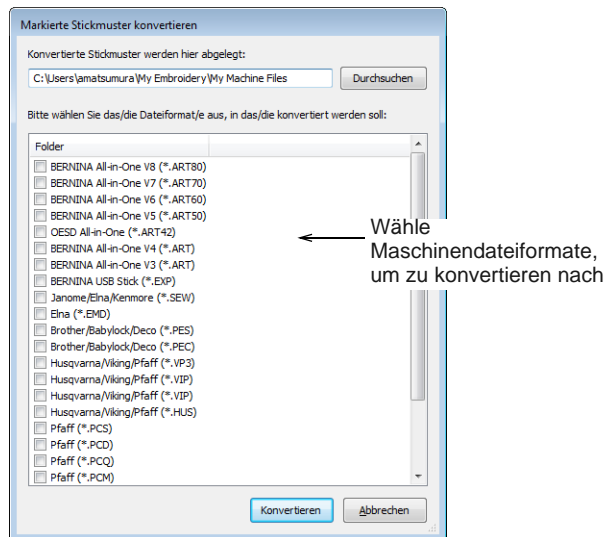 Markierte Stickmuster konvertieren
Konvertierte Stickmuster werden hier abgelegt:
C:\Users\amatsumura\My Embroidery\My Machine Files
Durchsuchen
Bitte wählen Sie das/die Dateiformat/e aus, in das/die konvertiert werden soll:
Folder
BERNINA All-in-One V8 (*.ART80)
BERNINA All-in-One V7 (*.ART70)
BERNINA All-in-One V6 (*.ART60)
BERNINA All-in-One V5 (*.ART50)
OESD All-in-One (*.ART42)
BERNINA All-in-One V4 (*.ART)
BERNINA All-in-One V3 (*.ART)
BERNINA USB Stick (*.EXP)
Janome/Elna/Kenmore (*.SEW)
Elna (*.EMD)
Brother/Babylock/Deco (*.PES)
Brother/Babylock/Deco (*.PEC)
Husqvarna/Viking/Pfaff (*.VP3)
Husqvarna/Viking/Pfaff (*.VIP)
Husqvarna/Viking/Pfaff (*.VIP)
Husqvarna/Viking/Pfaff (*.HUS)
Pfaff (*.PCS)
Pfaff (*.PCD)
Pfaff (*.PCQ)
Pfaff (*.PCM)
Wähle
Maschinendateiformate,
um zu konvertieren nach
Konvertieren
Abbrechen